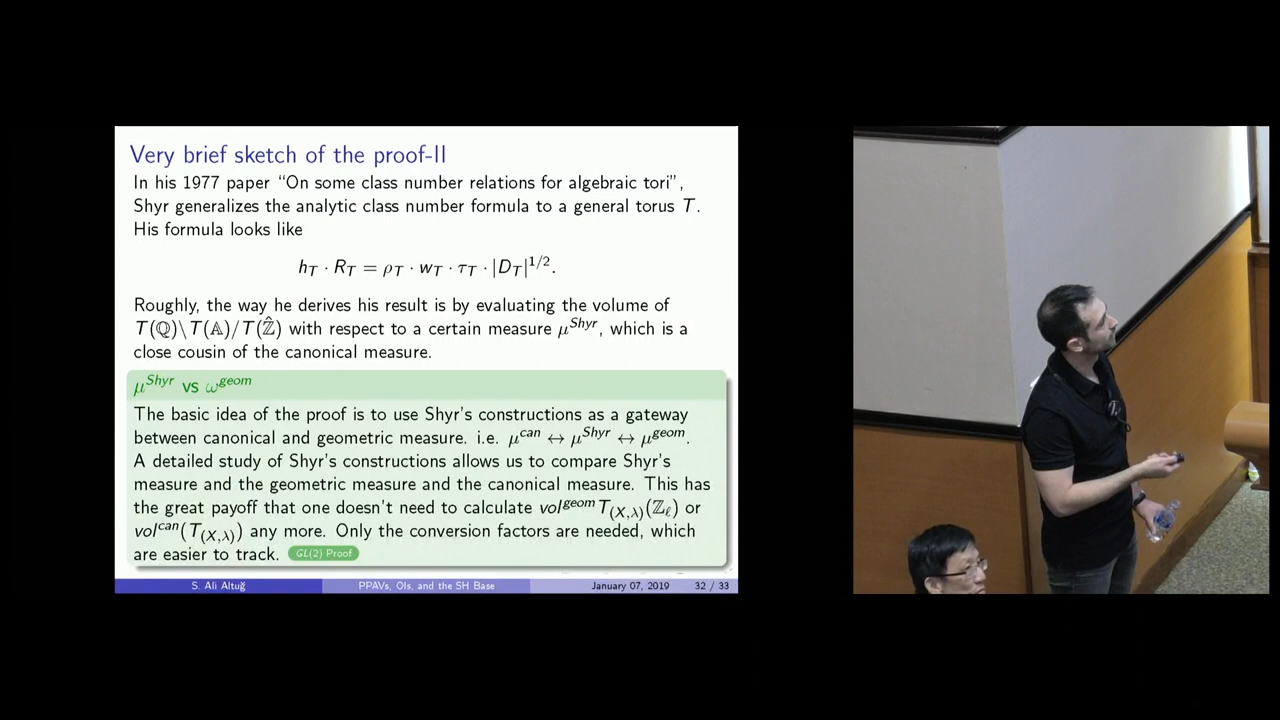 Very brief sketch of the proof-II
In his 1977 paper “On some class number relations for algebraic tori”,
Shyr generalizes the analytic class number formula to a general torus T.
His formula looks like
h_T · R_T = ρ_T · w_T · τ_T · |D_T|^{1/2}.
Roughly, the way he derives his result is by evaluating the volume of
T(ℚ)\T(𝔸)/T(ℤ̂) with respect to a certain measure μ^{Shyr}, which is a
close cousin of the canonical measure.
μ^{Shyr} vs ω^{geom}
The basic idea of the proof is to use Shyr's constructions as a gateway
between canonical and geometric measure. i.e. μ^{can} ↔ μ^{Shyr} ↔ μ^{geom}.
A detailed study of Shyr's constructions allows us to compare Shyr's
measure and the geometric measure and the canonical measure. This has
the great payoff that one doesn't need to calculate vol^{geom} T_{(X,λ)}(ℤ_ℓ) or
vol^{can}(T_{(X,λ)}) any more. Only the conversion factors are needed, which
are easier to track. GL(2) Proof
S. Ali Altuğ PPAVs, OIs, and the SH Base January 07, 2019 32 / 33